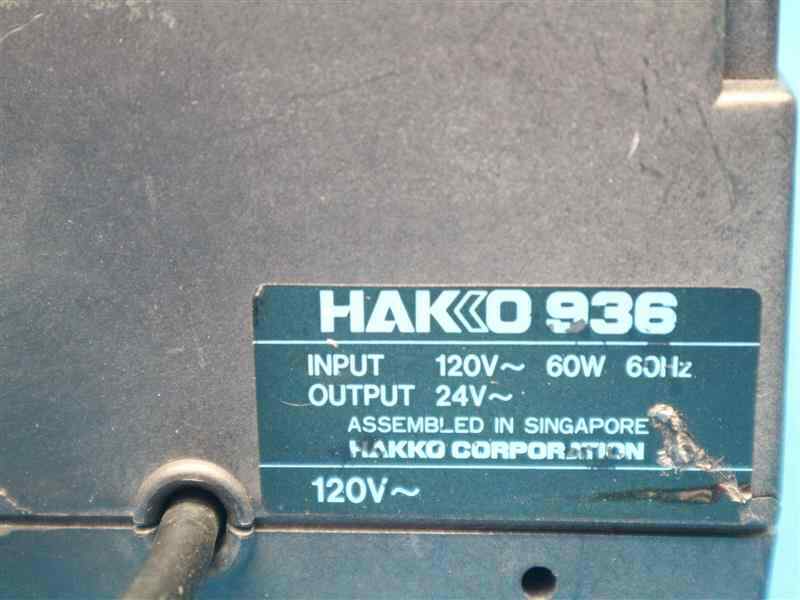 HAKKO 936
INPUT 120V~ 60W 60Hz
OUTPUT 24V~
ASSEMBLED IN SINGAPORE
HAKKO CORPORATION
120V~